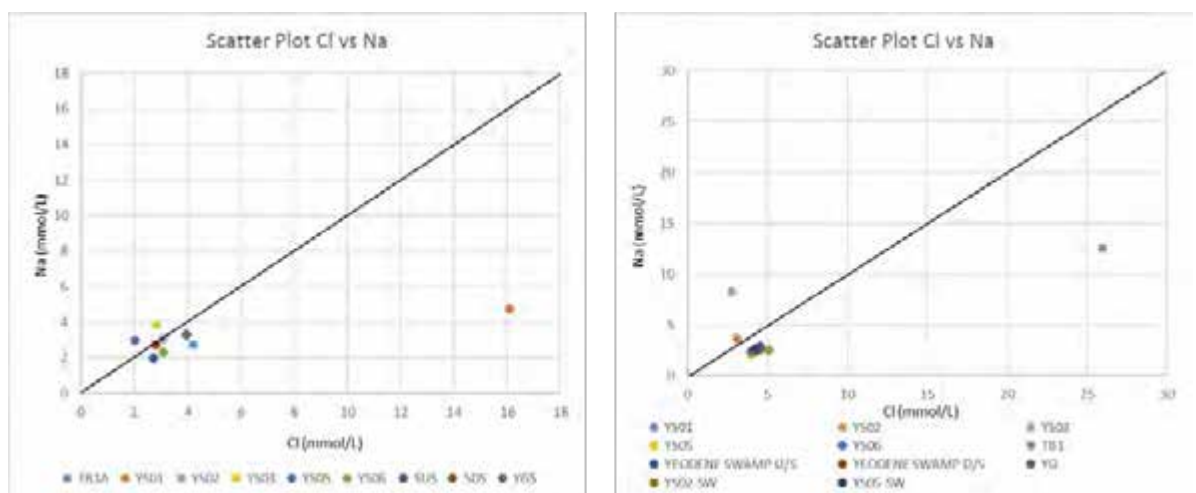 Scatter Plot Cl vs Na
Na (mmol/L)
18
16
14
12
10
8
6
4
2
0
0 2 4 6 8 10 12 14 16 18
Cl (mmol/L)
TB1A YS01 YS02 YS03 YS05 YS06 SUS SDS YGS
Scatter Plot Cl vs Na
Na (mmol/L)
30
25
20
15
10
5
0
0 5 10 15 20 25 30
Cl (mmol/L)
YS01 YS02 YS03
YS05 YS06 TB1
YEODENE SWAMP U/S YEODENE SWAMP D/S
YS02-SW YS05-SW